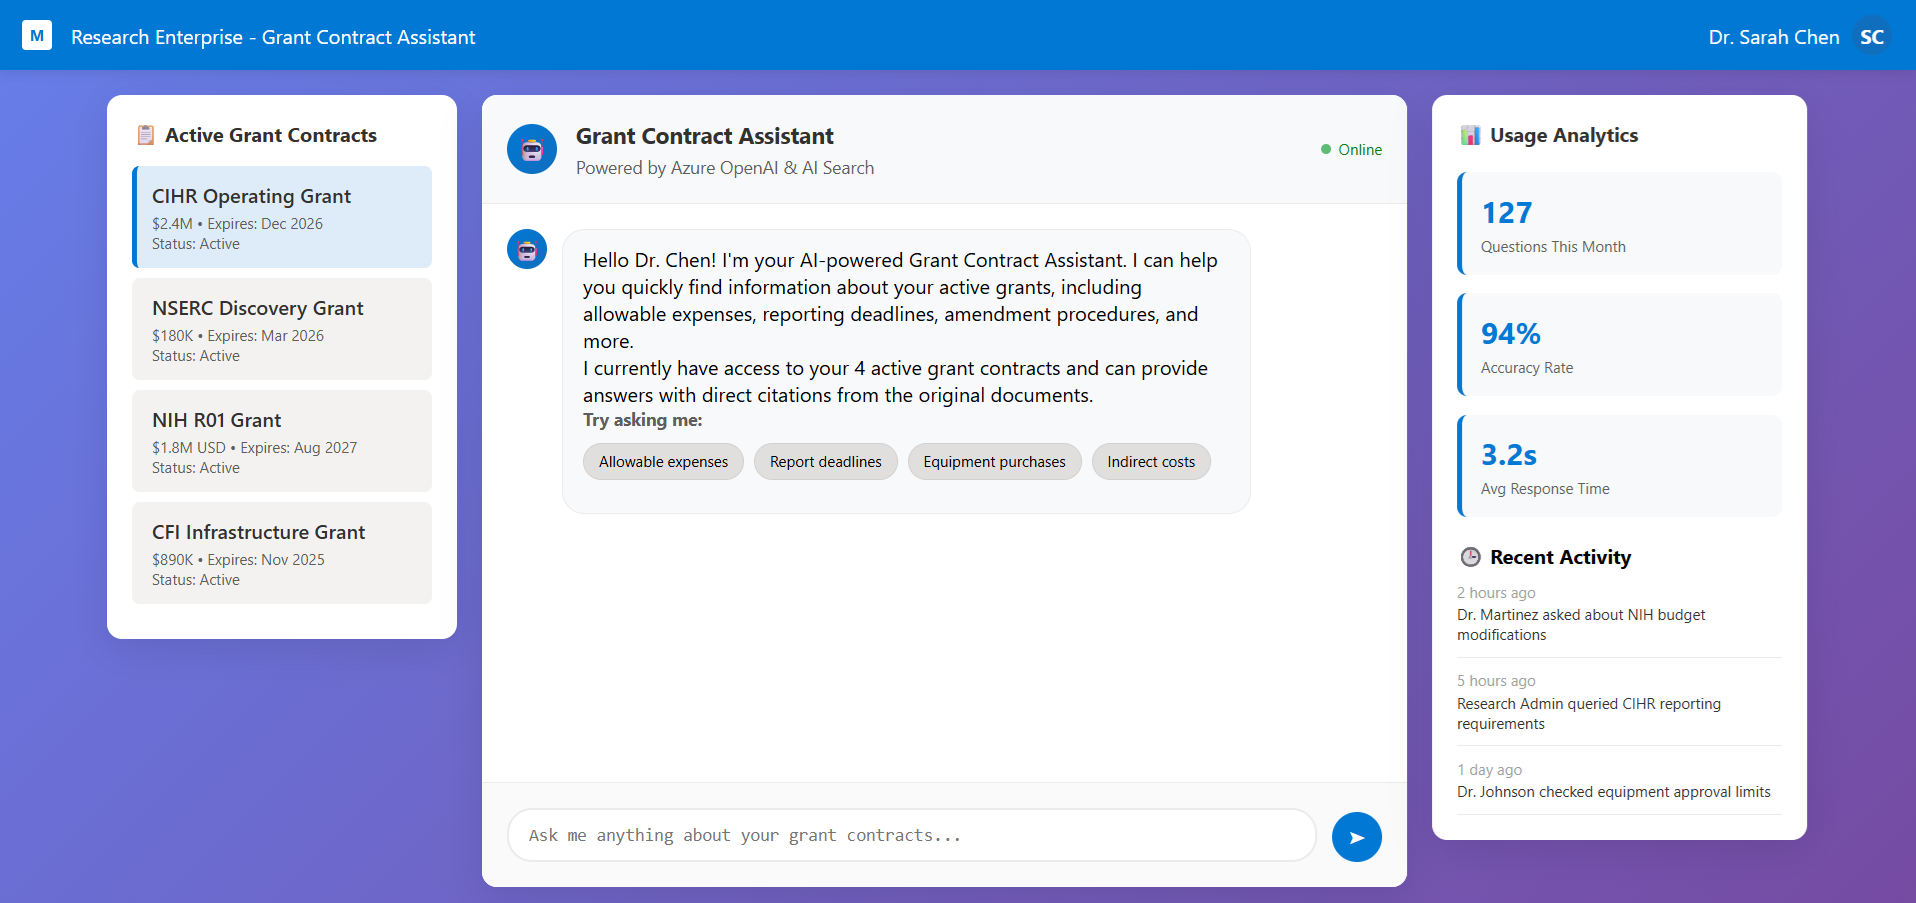 M
Research Enterprise - Grant Contract Assistant
Dr. Sarah Chen
SC
Active Grant Contracts
CIHR Operating Grant
$2.4M • Expires: Dec 2026
Status: Active
NSERC Discovery Grant
$180K • Expires: Mar 2026
Status: Active
NIH R01 Grant
$1.8M USD • Expires: Aug 2027
Status: Active
CFI Infrastructure Grant
$890K • Expires: Nov 2025
Status: Active
Grant Contract Assistant
Powered by Azure OpenAI & AI Search
Online
Hello Dr. Chen! I'm your AI-powered Grant Contract Assistant. I can help
you quickly find information about your active grants, including
allowable expenses, reporting deadlines, amendment procedures, and
more.
I currently have access to your 4 active grant contracts and can provide
answers with direct citations from the original documents.
Try asking me:
Allowable expenses
Report deadlines
Equipment purchases
Indirect costs
Ask me anything about your grant contracts...
Usage Analytics
127
Questions This Month
94%
Accuracy Rate
3.2s
Avg Response Time
Recent Activity
2 hours ago
Dr. Martinez asked about NIH budget
modifications
5 hours ago
Research Admin queried CIHR reporting
requirements
1 day ago
Dr. Johnson checked equipment approval limits